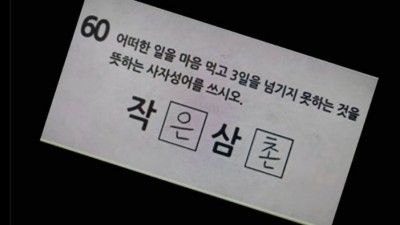 60 어떠한 일을 마음 먹고 3일을 넘기지 못하는 것을
뜻하는 사자성어를 쓰시오.
작 은 삼 촌